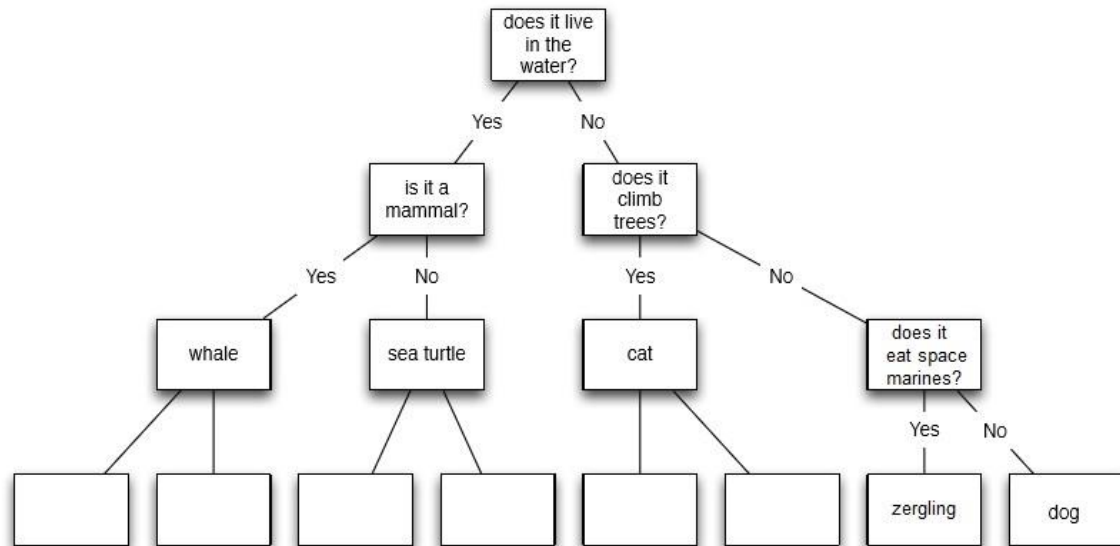 does it live
in the
water?
Yes
No
is it a
mammal?
does it
climb
trees?
Yes
No
Yes
No
whale
sea turtle
cat
does it
eat space
marines?
Yes
No
zergling
dog